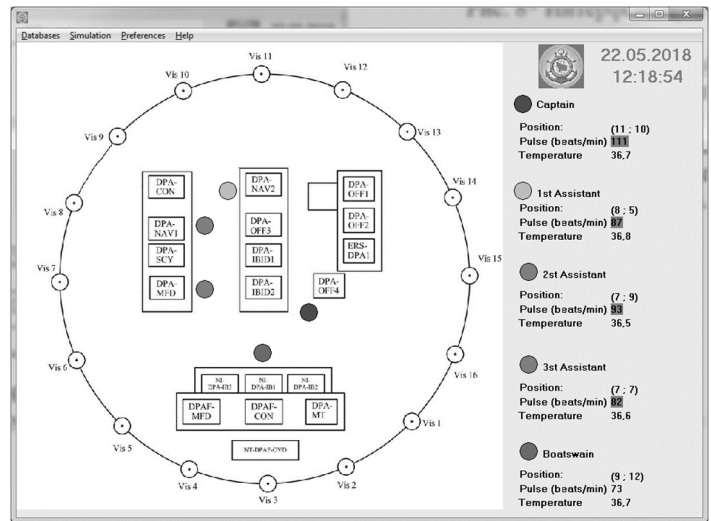 Databases Simulation Preferences Help
22.05.2018
12:18:54
Vis 11
Vis 10
Vis 12
Vis 9
Vis 13
Vis 8
Vis 14
Vis 7
Vis 15
Vis 6
Vis 16
Vis 5
Vis 1
Vis 4
Vis 3
Vis 2
DPA-
CON
DPA-
NAV1
DPA-
SCY
DPA-
MFD
DPA-
NAV2
DPA-
OFF3
DPA-
IBID1
DPA-
IBID2
DPA-
OFF1
DPA-
OFF2
ERS-
DPA1
DPA-
OFF4
NI-
DPA-IB1
NI-
DPAF-
MFD
DPAF-
CON
DPA-
MT
Captain
Position: (11 ; 10)
Pulse (beats/min) 111
Temperature 36,7
1st Assistant
Position: (8 ; 5)
Pulse (beats/min) 87
Temperature 36,8
2st Assistant
Position: (7 ; 9)
Pulse (beats/min) 93
Temperature 36,5
3st Assistant
Position: (7 ; 7)
Pulse (beats/min) 82
Temperature 36,6
Boatswain
Position: (9 ; 12)
Pulse (beats/min) 73
Temperature 36,7